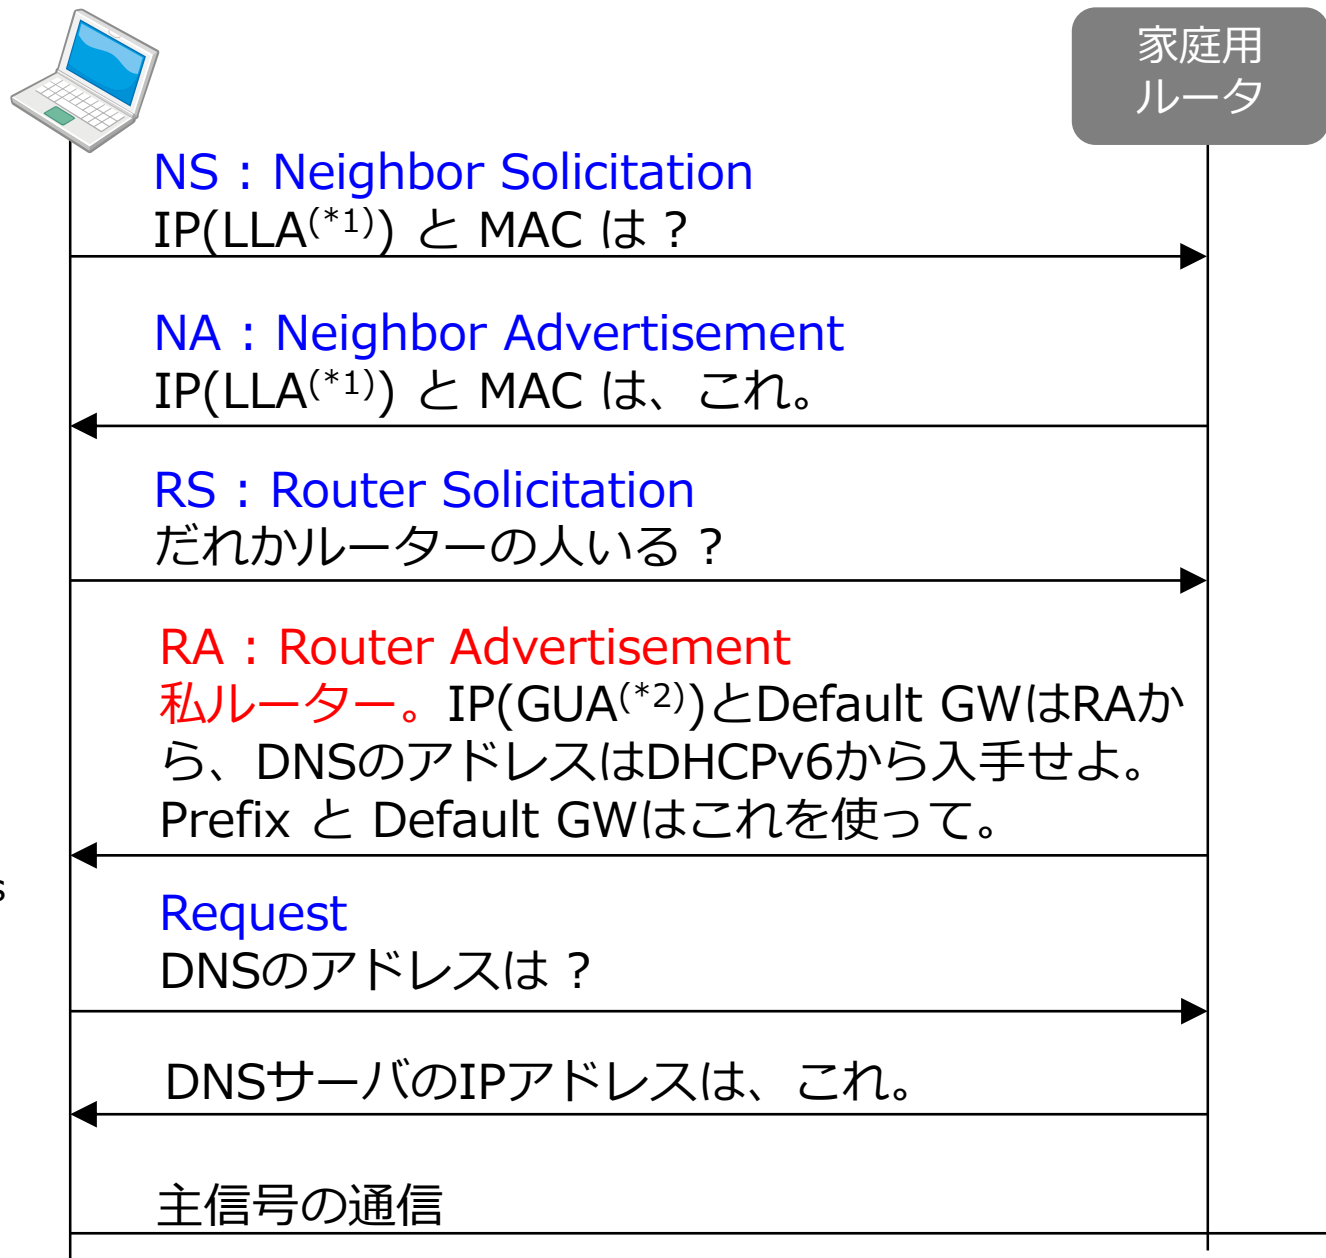 家庭用
ルータ
NS : Neighbor Solicitation
IP(LLA(*1)) と MAC は?
NA : Neighbor Advertisement
IP(LLA(*1)) と MAC は、これ。
RS : Router Solicitation
だれかルーターの人いる?
RA : Router Advertisement
私ルーター。IP(GUA(*2))とDefault GWはRAか
ら、DNSのアドレスはDHCPv6から入手せよ。
Prefix と Default GWはこれを使って。
s
Request
DNSのアドレスは?
DNSサーバのIPアドレスは、これ。
主信号の通信